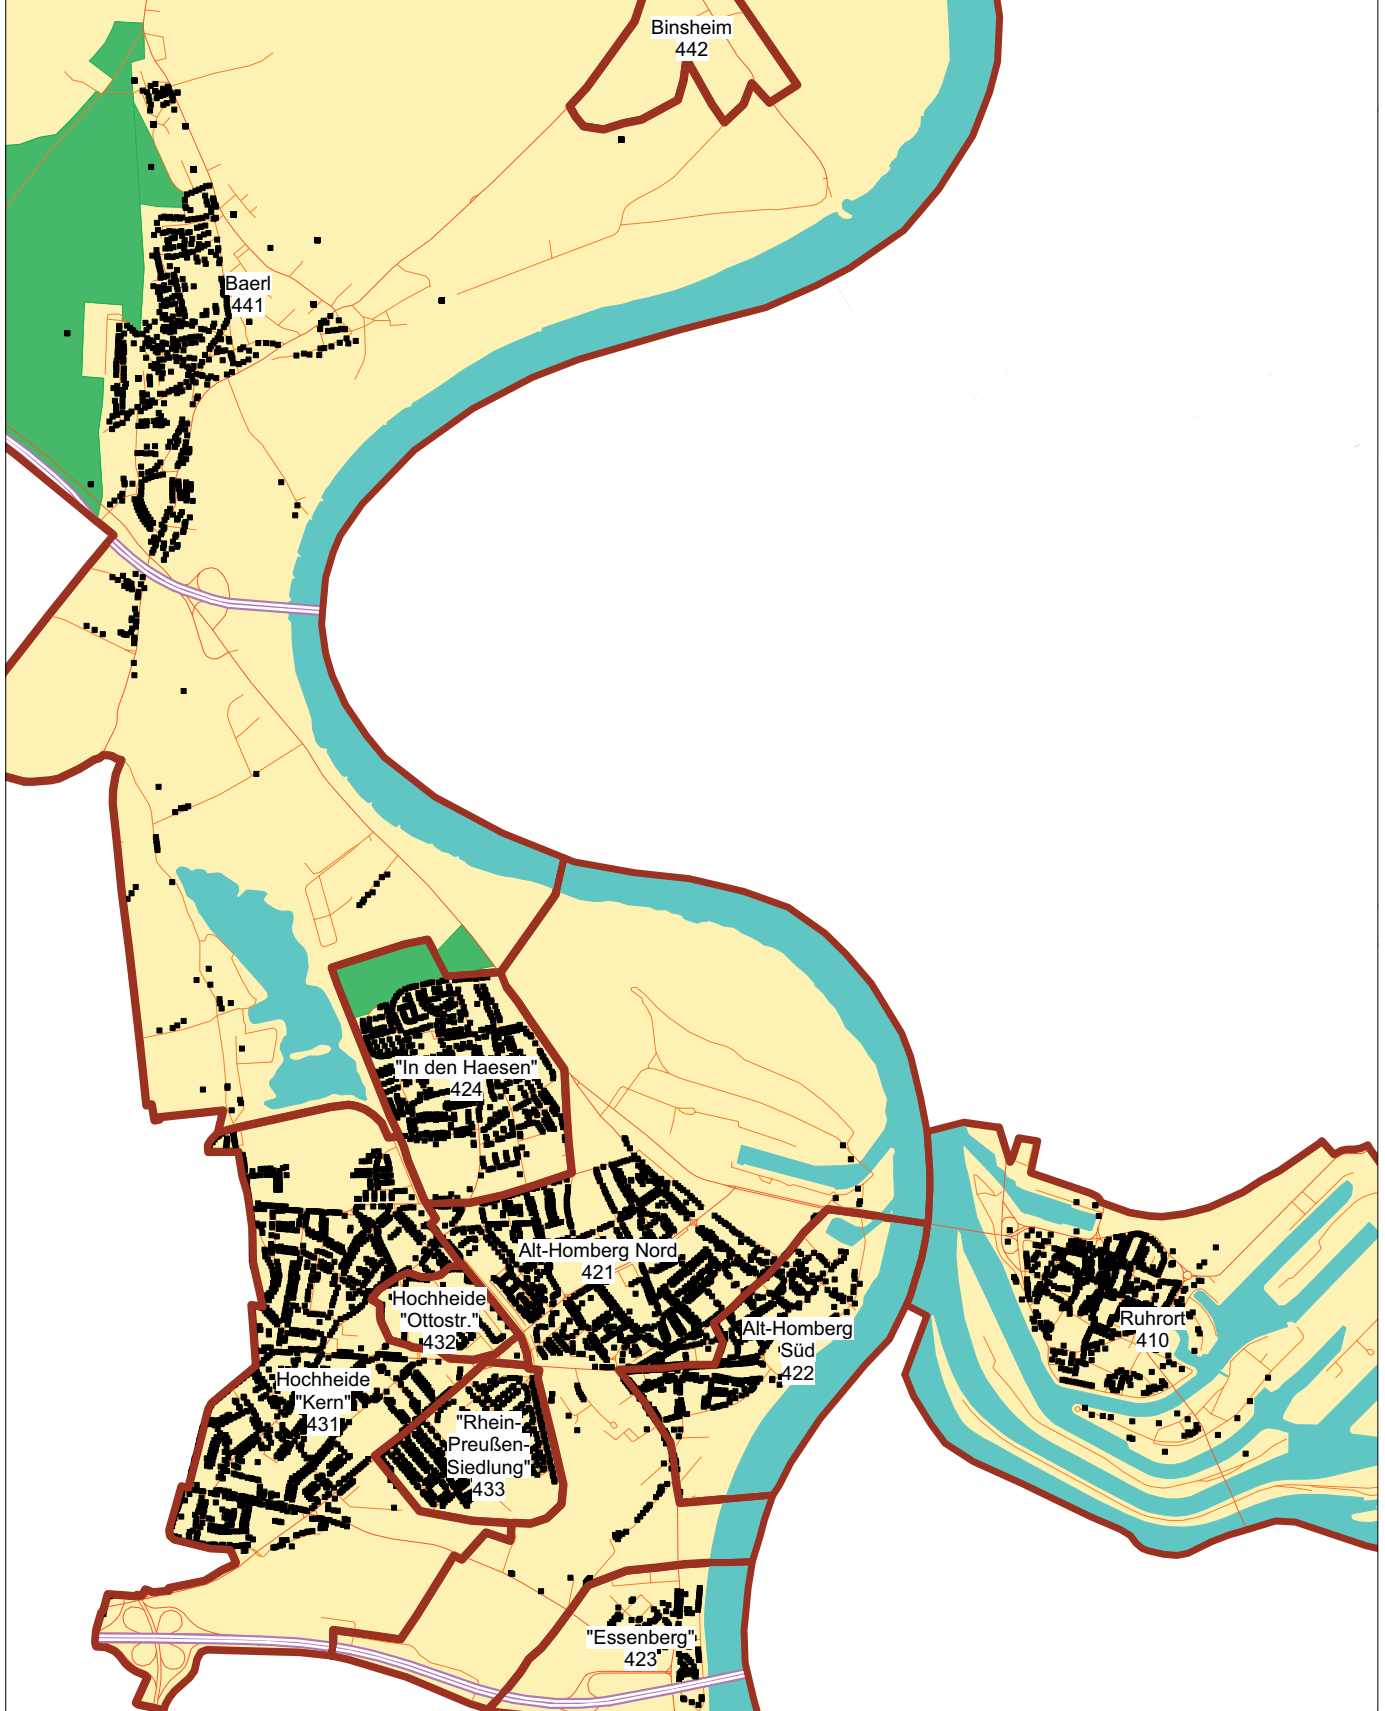 Binsheim
442
Baerl
441
"In den Haesen"
424
Alt-Homberg Nord
421
Hochheide
"Ottostr."
432
Ruhrort
410
Alt-Homberg
Süd
422
Hochheide
"Kern"
431
"Rhein-
Preußen-
Siedlung"
433
"Essenberg"
423